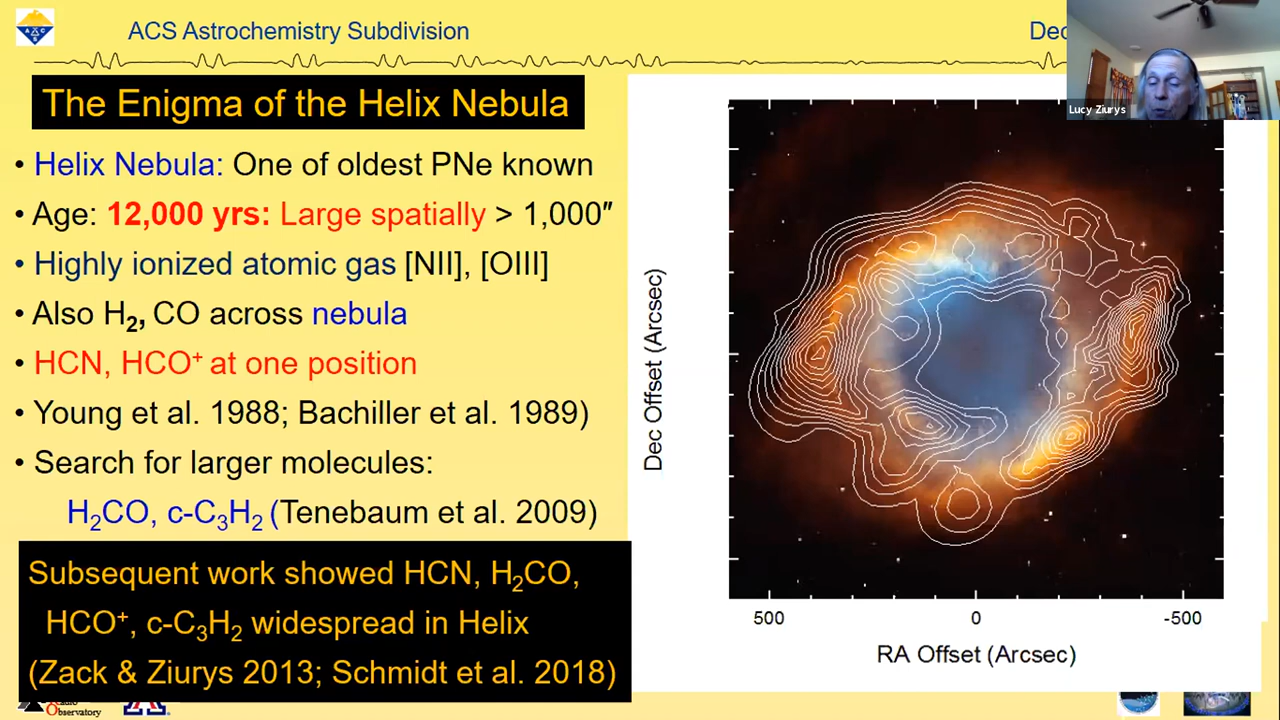 ACS Astrochemistry Subdivision
Dec
Lucy Ziurys
The Enigma of the Helix Nebula
• Helix Nebula: One of oldest PNe known
• Age: 12,000 yrs: Large spatially > 1,000″
• Highly ionized atomic gas [NII], [OIII]
• Also H₂, CO across nebula
• HCN, HCO⁺ at one position
• Young et al. 1988; Bachiller et al. 1989)
• Search for larger molecules:
H₂CO, c-C₃H₂ (Tenebaum et al. 2009)
Subsequent work showed HCN, H₂CO,
HCO⁺, c-C₃H₂ widespread in Helix
(Zack & Ziurys 2013; Schmidt et al. 2018)
Dec Offset (Arcsec)
500 0 -500
RA Offset (Arcsec)
Observatory